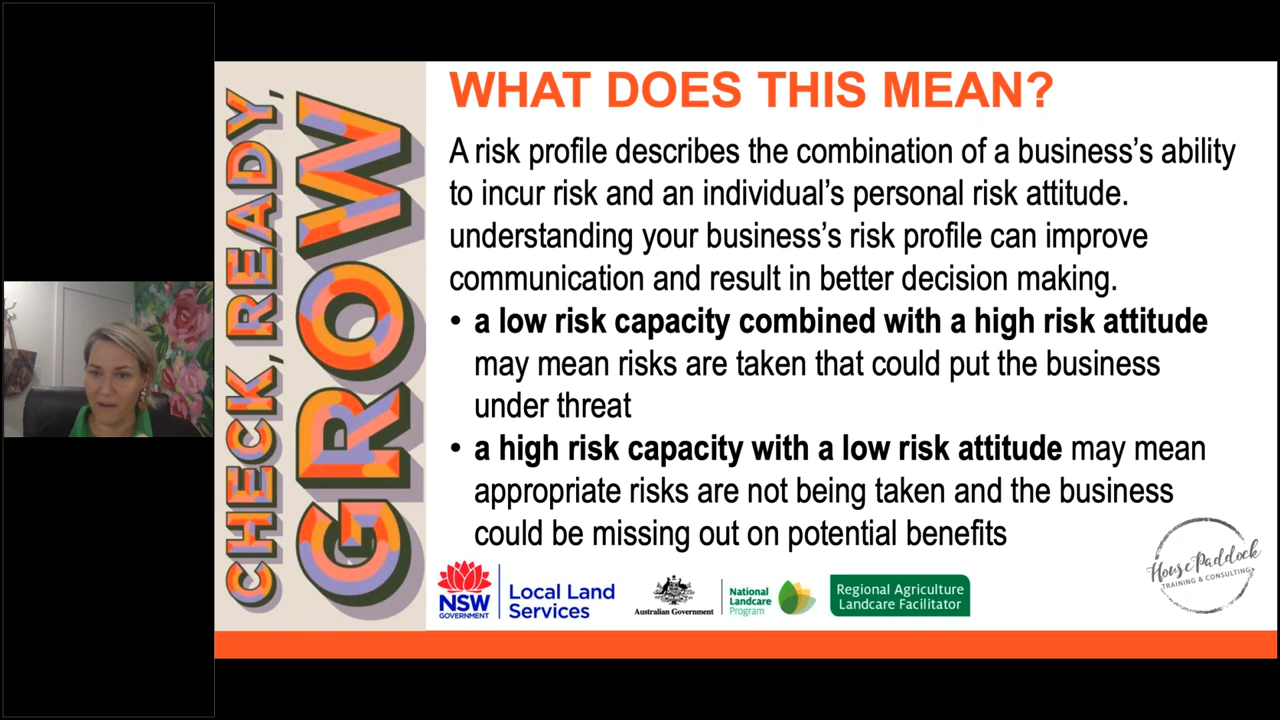 CHECK, READY,
GROW
WHAT DOES THIS MEAN?
A risk profile describes the combination of a business’s ability
to incur risk and an individual’s personal risk attitude.
understanding your business’s risk profile can improve
communication and result in better decision making.
• a low risk capacity combined with a high risk attitude
may mean risks are taken that could put the business
under threat
• a high risk capacity with a low risk attitude may mean
appropriate risks are not being taken and the business
could be missing out on potential benefits
NSW
GOVERNMENT
Local Land
Services
Australian Government
National
Landcare
Program
Regional Agriculture
Landcare Facilitator
House Paddock
TRAINING & CONSULTING